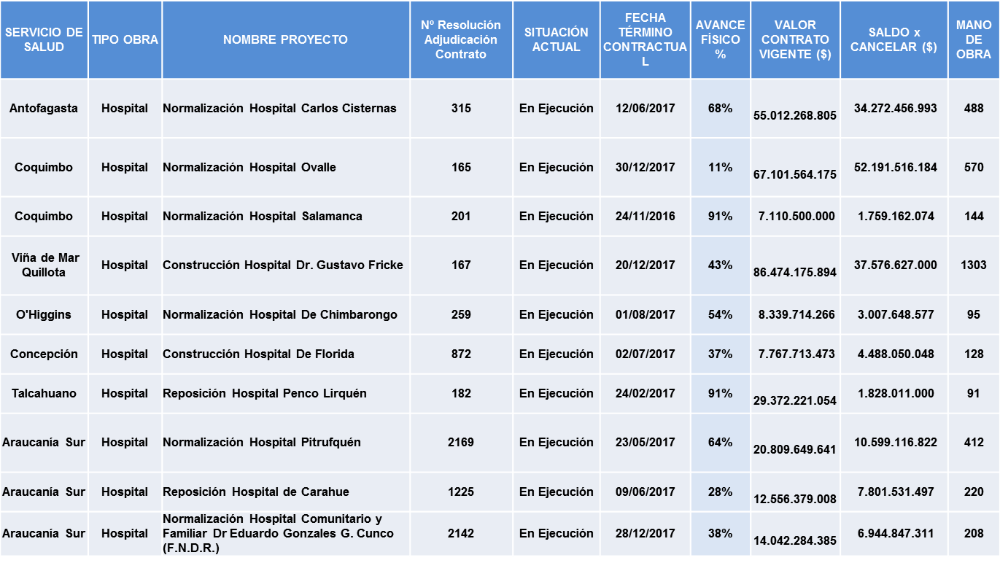 SERVICIO DE SALUD TIPO OBRA NOMBRE PROYECTO Nº Resolución Adjudicación Contrato SITUACIÓN ACTUAL FECHA TÉRMINO CONTRACTUAL AVANCE FÍSICO % VALOR CONTRATO VIGENTE ($) SALDO x CANCELAR ($) MANO DE OBRA
Antofagasta Hospital Normalización Hospital Carlos Cisternas 315 En Ejecución 12/06/2017 68% 55.012.268.805 34.272.456.993 488
Coquimbo Hospital Normalización Hospital Ovalle 165 En Ejecución 30/12/2017 11% 67.101.564.175 52.191.516.184 570
Coquimbo Hospital Normalización Hospital Salamanca 201 En Ejecución 24/11/2016 91% 7.110.500.000 1.759.162.074 144
Viña de Mar Quillota Hospital Construcción Hospital Dr. Gustavo Fricke 167 En Ejecución 20/12/2017 43% 86.474.175.894 37.576.627.000 1303
O'Higgins Hospital Normalización Hospital De Chimbarongo 259 En Ejecución 01/08/2017 54% 8.339.714.266 3.007.648.577 95
Concepción Hospital Construcción Hospital De Florida 872 En Ejecución 02/07/2017 37% 7.767.713.473 4.488.050.048 128
Talcahuano Hospital Reposición Hospital Penco Lirquén 182 En Ejecución 24/02/2017 91% 29.372.221.054 1.828.011.000 91
Araucanía Sur Hospital Normalización Hospital Pitrufquén 2169 En Ejecución 23/05/2017 64% 20.809.649.641 10.599.116.822 412
Araucanía Sur Hospital Reposición Hospital de Carahue 1225 En Ejecución 09/06/2017 28% 12.556.379.008 7.801.531.497 220
Araucanía Sur Hospital Normalización Hospital Comunitario y Familiar Dr Eduardo Gonzales G. Cunco (F.N.D.R.) 2142 En Ejecución 28/12/2017 38% 14.042.284.385 6.944.847.311 208